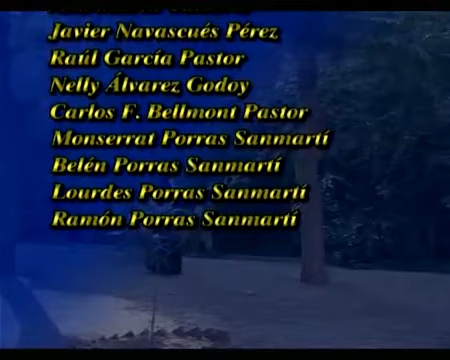 Javier Navascués Pérez
Raúl García Pastor
Nelly Álvarez Godoy
Carlos F. Bellmont Pastor
Monserrat Porras Sanmartí
Belén Porras Sanmartí
Lourdes Porras Sanmartí
Ramón Porras Sanmartí